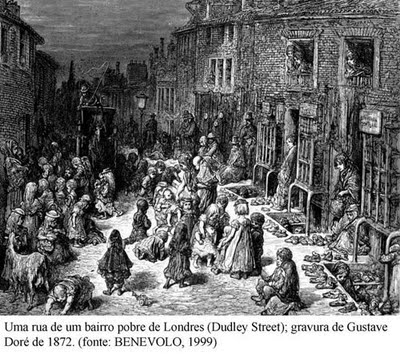 Uma rua de um bairro pobre de Londres (Dudley Street); gravura de Gustave
Doré de 1872. (fonte: BENEVOLO, 1999)